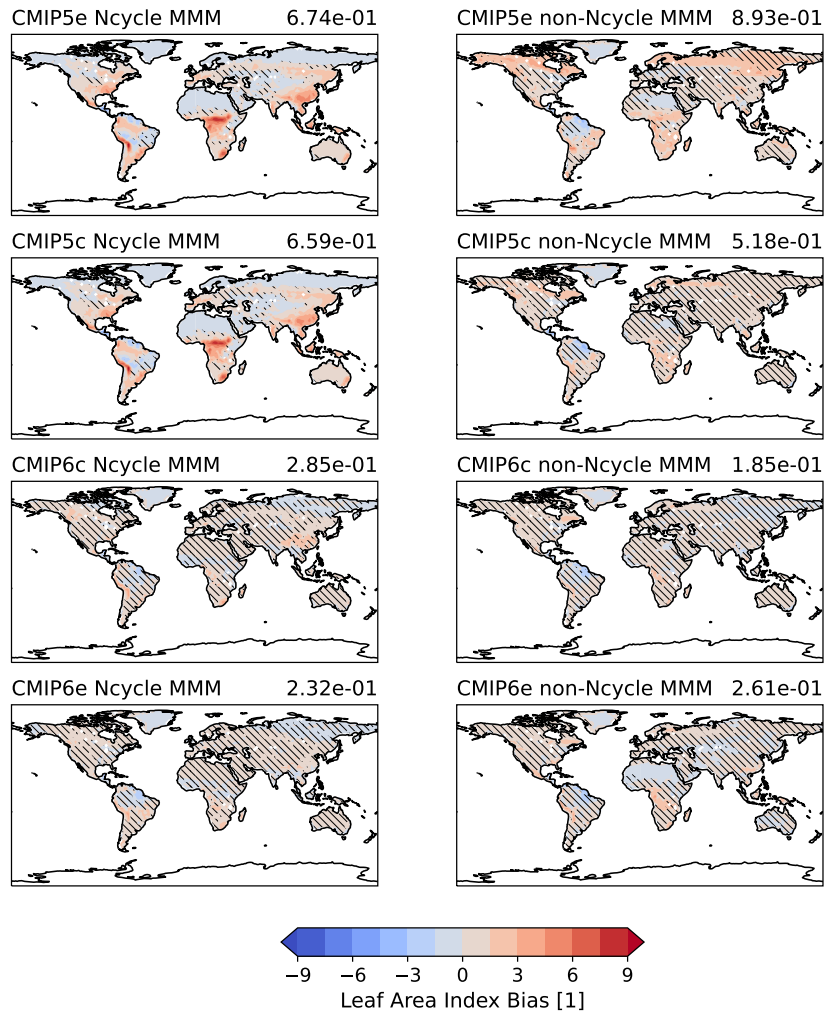 CMIP5e Ncycle MMM 6.74e-01
CMIP5e non-Ncycle MMM 8.93e-01
CMIP5c Ncycle MMM 6.59e-01
CMIP5c non-Ncycle MMM 5.18e-01
CMIP6c Ncycle MMM 2.85e-01
CMIP6c non-Ncycle MMM 1.85e-01
CMIP6e Ncycle MMM 2.32e-01
CMIP6e non-Ncycle MMM 2.61e-01
−9 −6 −3 0 3 6 9
Leaf Area Index Bias [1]